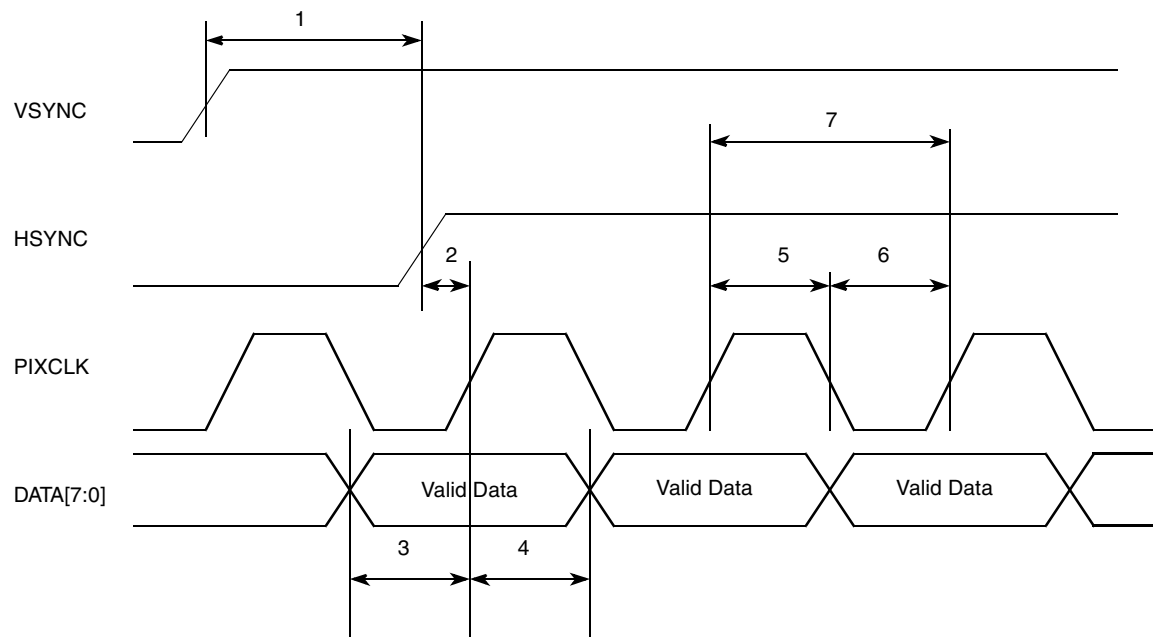 1
VSYNC
7
HSYNC
2
5
6
PIXCLK
DATA[7:0]
Valid Data
Valid Data
Valid Data
3
4